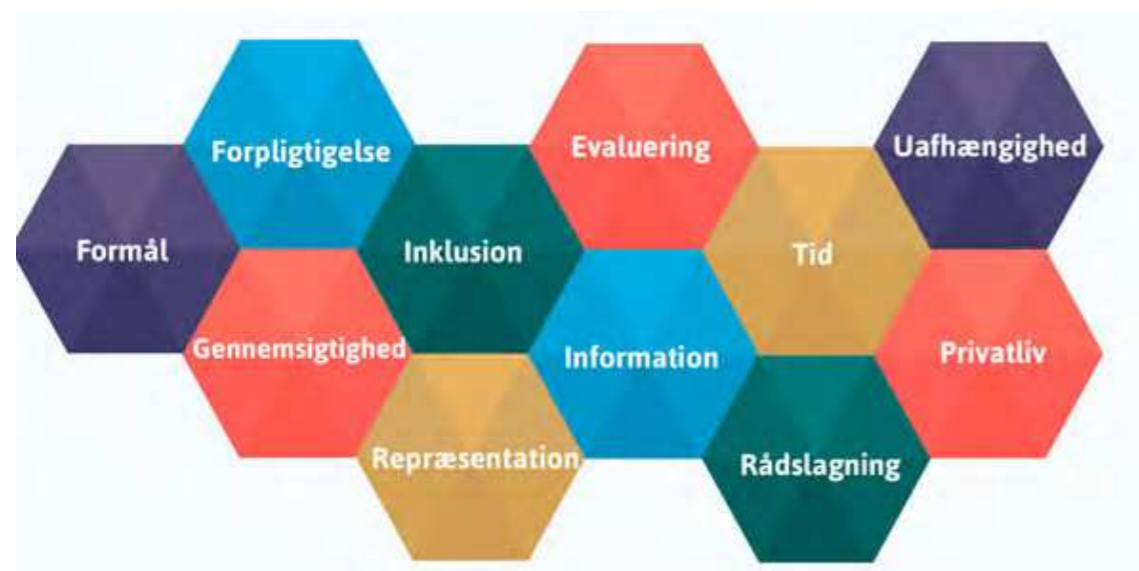 Formål
Forpligtigelse
Gennemsigtighed
Inklusion
Repræsentation
Evaluering
Information
Tid
Rådslagning
Uafhængighed
Privatliv